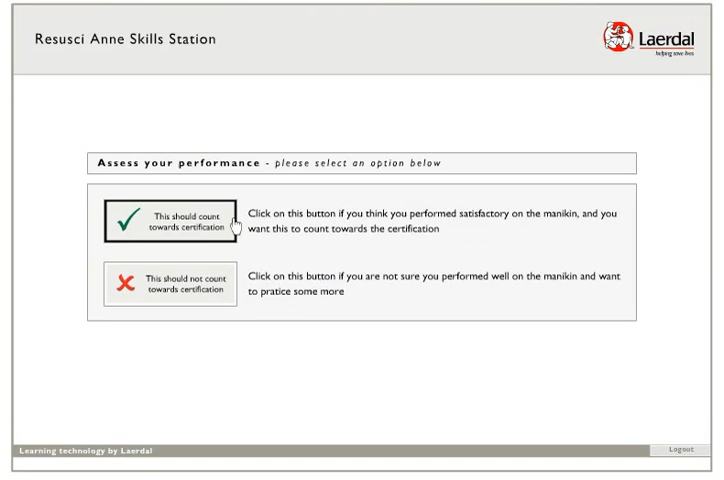 Resusci Anne Skills Station
Laerdal
helping save lives
Assess your performance - please select an option below
This should count
towards certification
Click on this button if you think you performed satisfactory on the manikin, and you
want this to count towards the certification
This should not count
towards certification
Click on this button if you are not sure you performed well on the manikin and want
to pratice some more
Learning technology by Laerdal
Logout